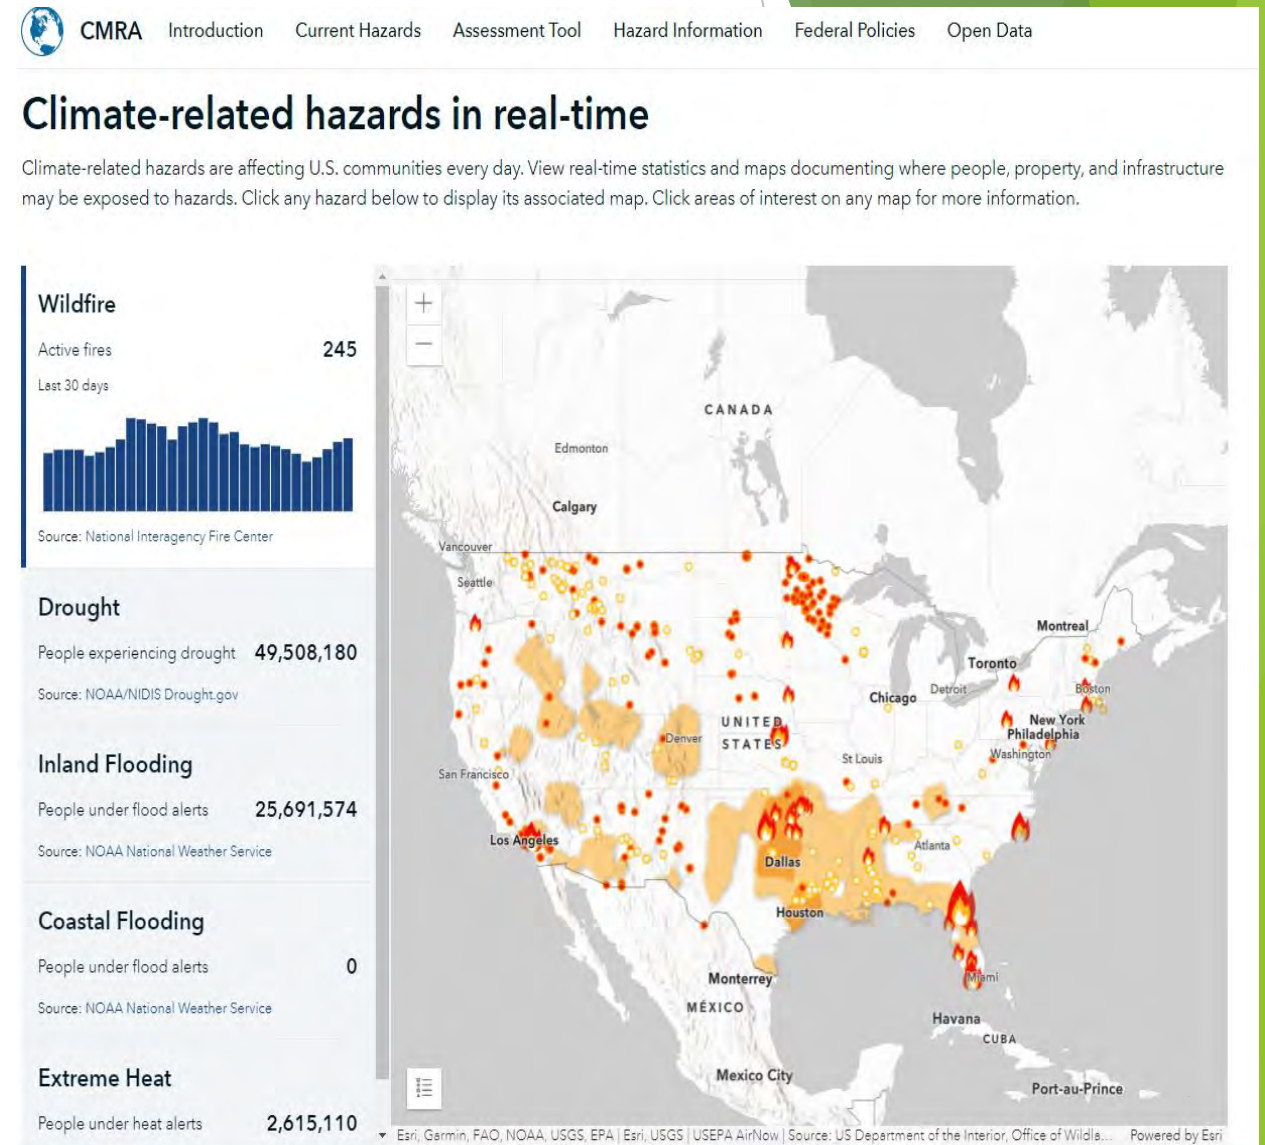 CMRA Introduction Current Hazards Assessment Tool Hazard Information Federal Policies Open Data
Climate-related hazards in real-time
Climate-related hazards are affecting U.S. communities every day. View real-time statistics and maps documenting where people, property, and infrastructure
may be exposed to hazards. Click any hazard below to display its associated map. Click areas of interest on any map for more information.
Wildfire
Active fires 245
Last 30 days
Source: National Interagency Fire Center
Drought
People experiencing drought 49,508,180
Source: NOAA/NIDIS Drought.gov
Inland Flooding
People under flood alerts 25,691,574
Source: NOAA National Weather Service
Coastal Flooding
People under flood alerts 0
Source: NOAA National Weather Service
Extreme Heat
People under heat alerts 2,615,110
+
−
CANADA
Edmonton
Calgary
Vancouver
Seattle
Montreal
Toronto
Chicago
Detroit
Boston
UNITED
STATES
New York
Philadelphia
Denver
Washington
St Louis
San Francisco
Los Angeles
Atlanta
Dallas
Houston
Miami
Monterrey
MÉXICO
Havana
CUBA
Mexico City
Port-au-Prince
Esri, Garmin, FAO, NOAA, USGS, EPA | Esri, USGS | USEPA AirNow | Source: US Department of the Interior, Office of Wildla... Powered by Esri